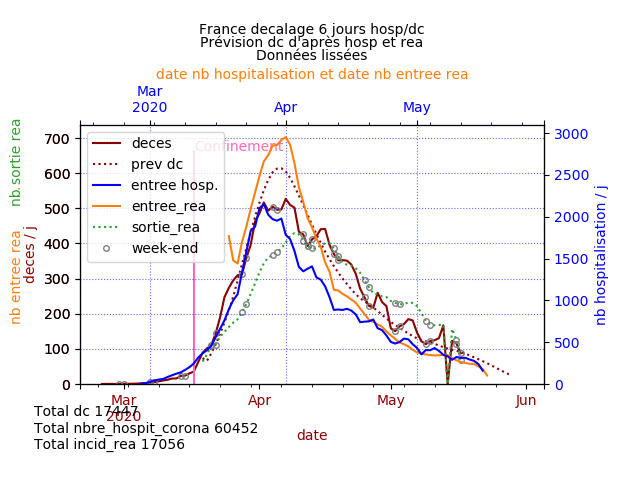 France decalage 6 jours hosp/dc
Prévision dc d'après hosp et rea
Données lissées
date nb hospitalisation et date nb entree rea
Mar
2020
Apr
May
nb.sortie rea
nb entree rea
deces / j
nb hospitalisation / j
700
600
500
400
300
200
100
0
3000
2500
2000
1500
1000
500
0
Confinement
deces
prev dc
entree hosp.
entree_rea
sortie_rea
week-end
Mar
2020
Apr
May
Jun
date
Total dc 17447
Total nbre_hospit_corona 60452
Total incid_rea 17056